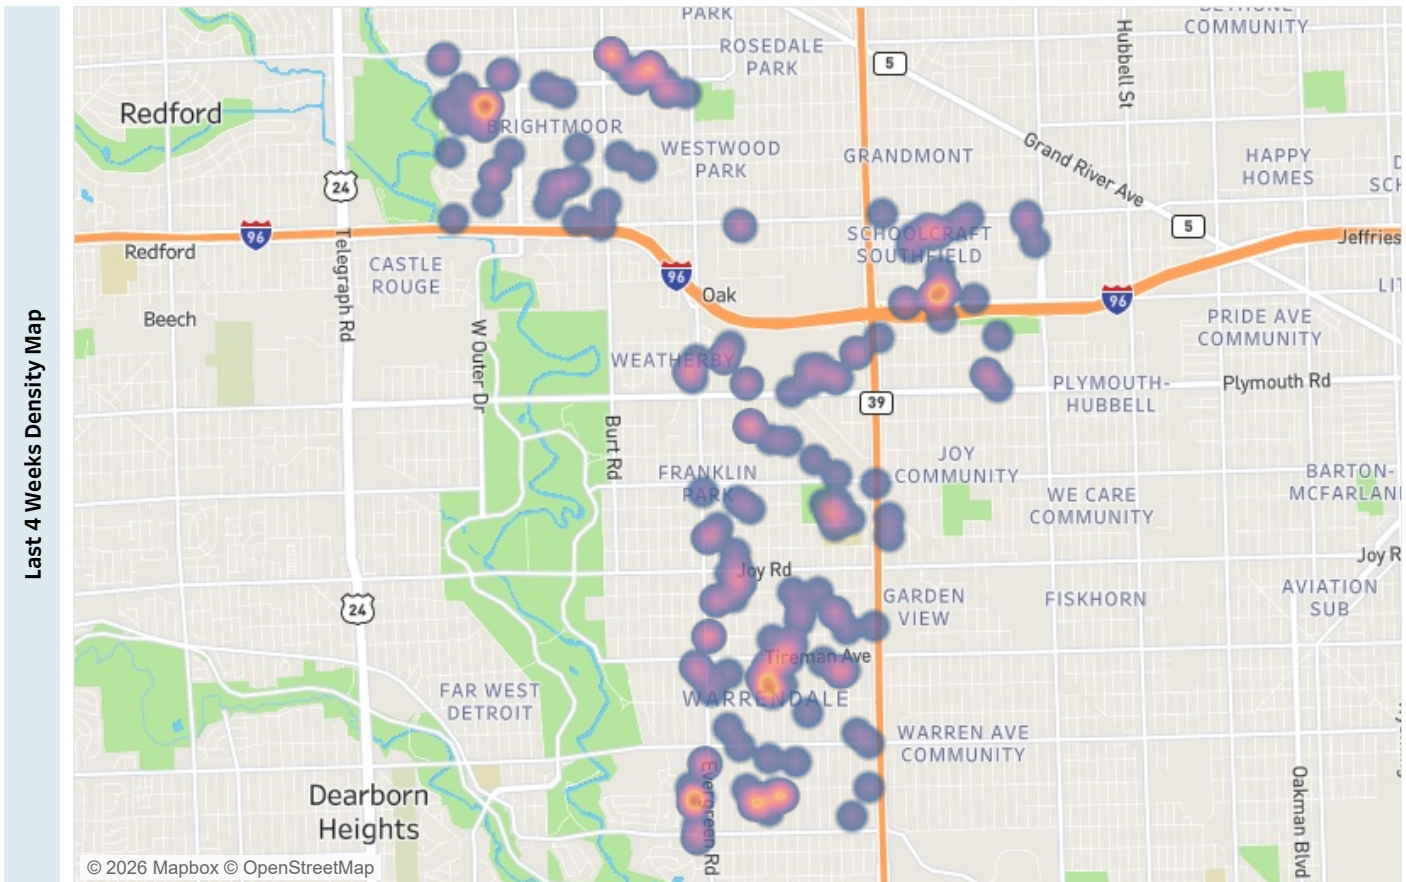 Last 4 Weeks Density Map
PARK
ROSEDALE
PARK
5
Hubbell St
BETHUNE
COMMUNITY
Redford
BRIGHTMOOR
WESTWOOD
PARK
GRANDMONT
Grand River Ave
HAPPY
HOMES
24
5
96
Redford
Telegraph Rd
CASTLE
ROUGE
96
Oak
SCHOOLCRAFT
SOUTHFIELD
Jeffries
96
Beech
W Outer Dr
WEATHERBY
PRIDE AVE
COMMUNITY
PLYMOUTH-
HUBBELL
Plymouth Rd
39
Burt Rd
FRANKLIN
PARK
JOY
COMMUNITY
WE CARE
COMMUNITY
BARTON-
MCFARLAN
Joy Rd
Joy R
24
GARDEN
VIEW
FISKHORN
AVIATION
SUB
Tireman Ave
FAR WEST
DETROIT
WARRENDALE
WARREN AVE
COMMUNITY
Dearborn
Heights
Evergreen Rd
Oakman Blvd
© 2026 Mapbox © OpenStreetMap